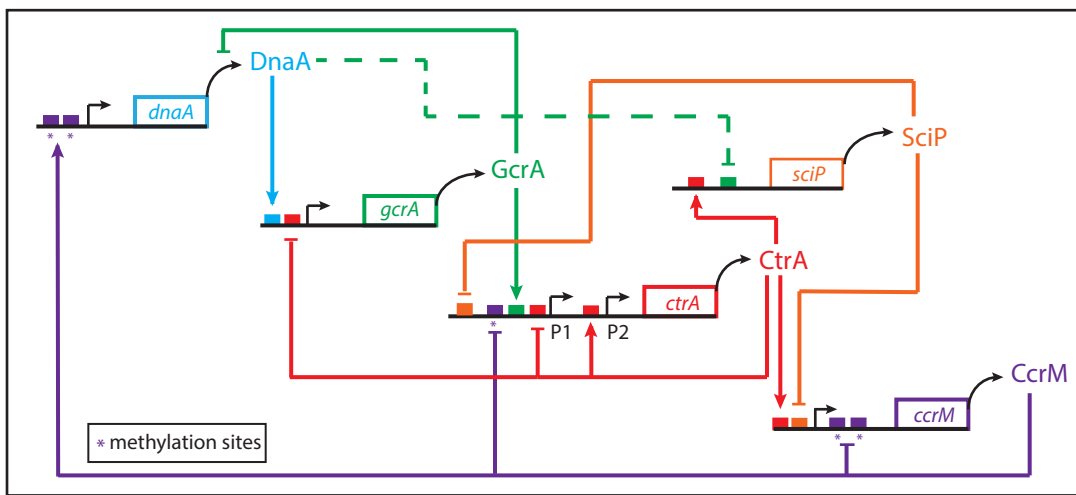 DnaA
dnaA
* *
SciP
sciP
GcrA
gcrA
CtrA
ctrA
*
P1 P2
CcrM
ccrM
* *
* methylation sites